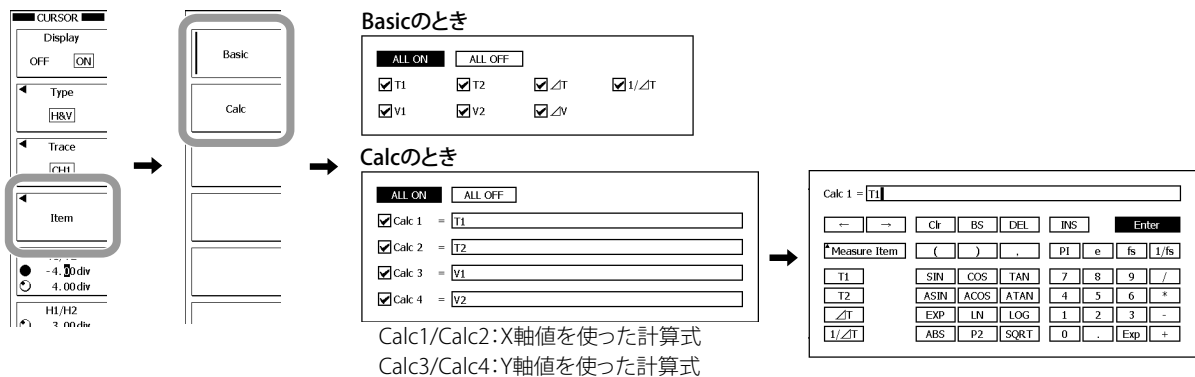 CURSOR
Display
OFF ON
Type
H&V
Trace
CH1
Item
-4.00div
4.00div
H1/H2
3.00div
Basic
Calc
Basicのとき
ALL ON ALL OFF
T1 T2 ⊿T 1/⊿T
V1 V2 ⊿V
Calcのとき
ALL ON ALL OFF
Calc 1 = T1
Calc 2 = T2
Calc 3 = V1
Calc 4 = V2
Calc1/Calc2：X軸値を使った計算式
Calc3/Calc4：Y軸値を使った計算式
Calc 1 = T1
← → Clr BS DEL INS Enter
Measure Item ( ) , PI e fs 1/fs
T1 SIN COS TAN 7 8 9 /
T2 ASIN ACOS ATAN 4 5 6 *
⊿T EXP LN LOG 1 2 3 -
1/⊿T ABS P2 SQRT 0 . Exp +